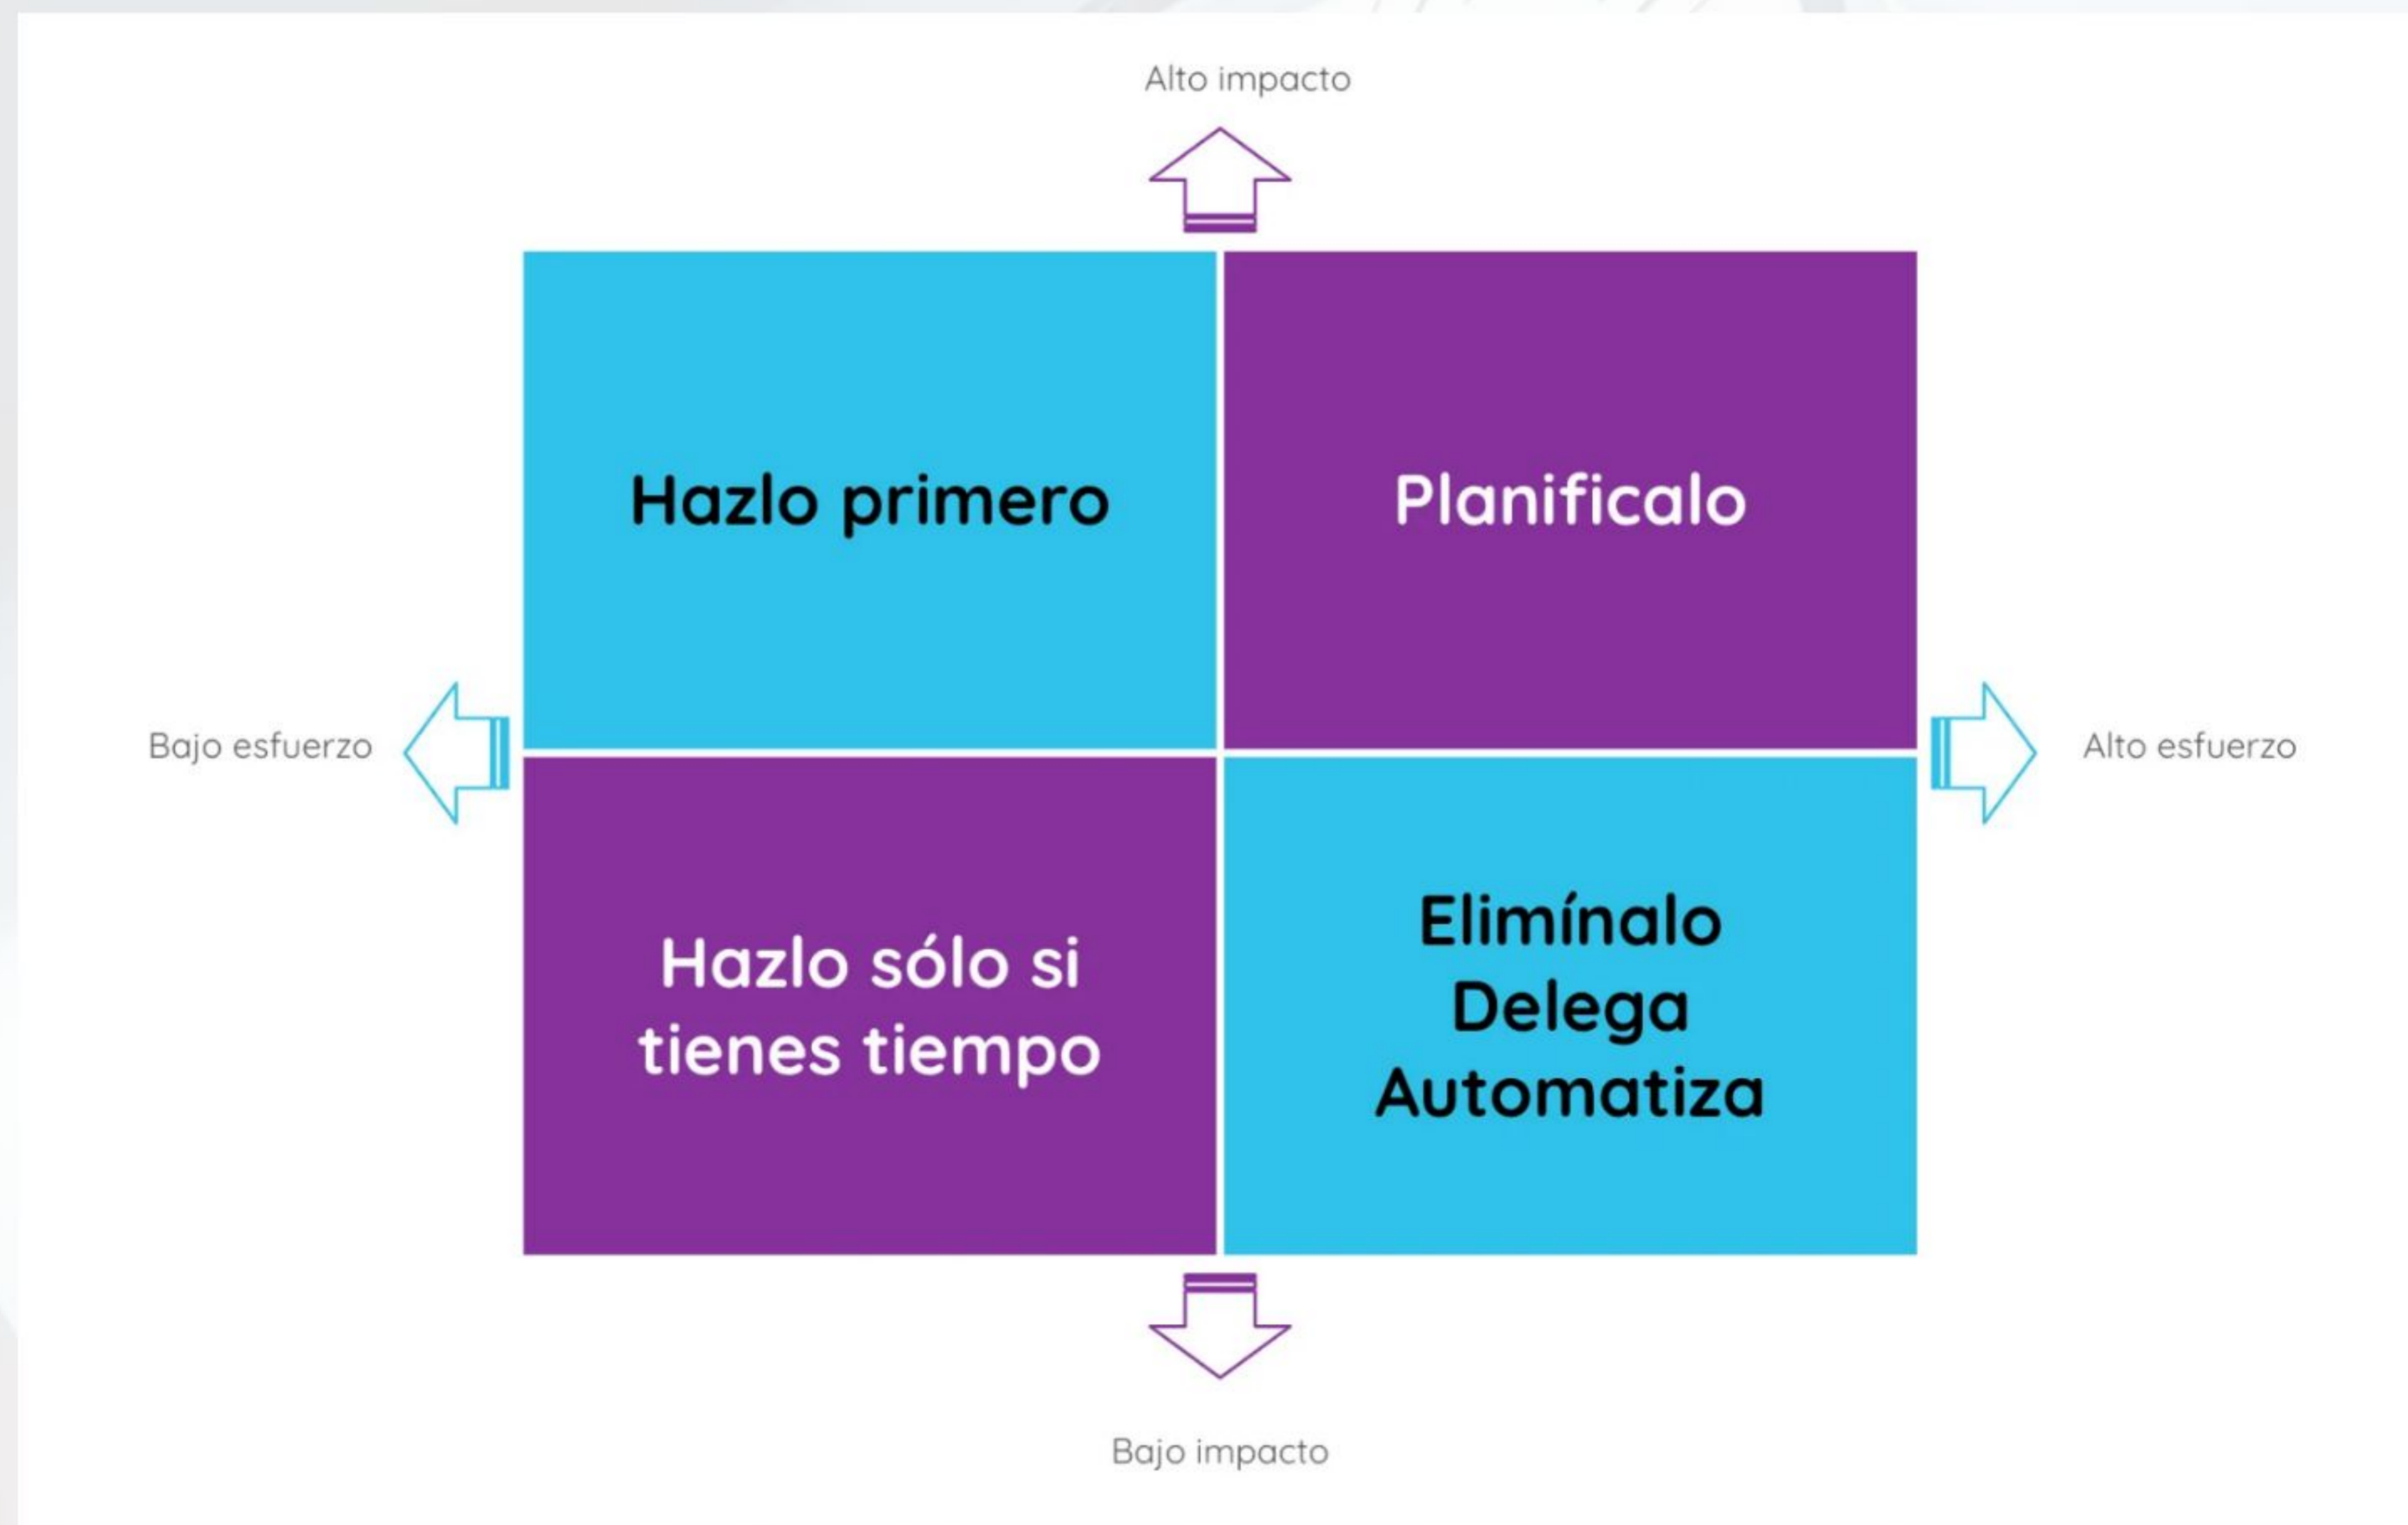 Alto impacto
Hazlo primero
Planificalo
Bajo esfuerzo
Alto esfuerzo
Hazlo sólo si
tienes tiempo
Elimínalo
Delega
Automatiza
Bajo impacto